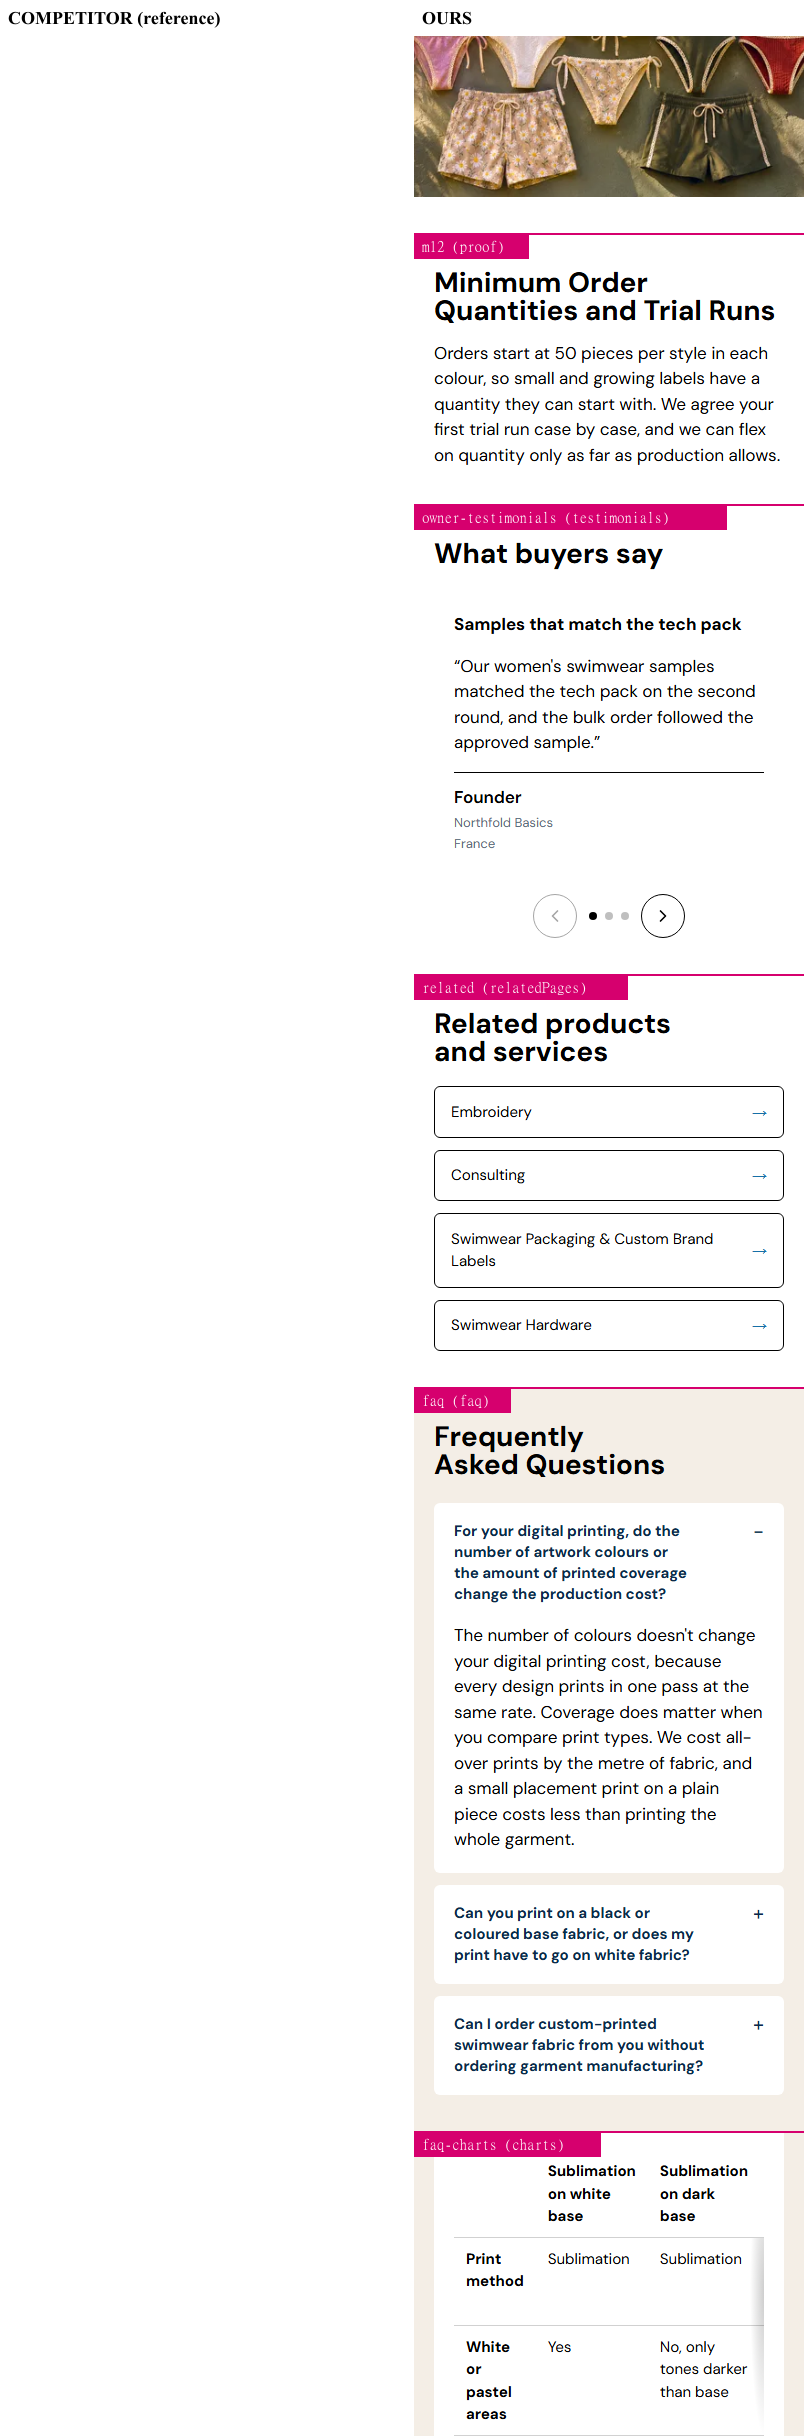 COMPETITOR (reference)
OURS
ml2 (proof)
Minimum Order
Quantities and Trial Runs
Orders start at 50 pieces per style in each
colour, so small and growing labels have a
quantity they can start with. We agree your
first trial run case by case, and we can flex
on quantity only as far as production allows.
owner-testimonials (testimonials)
What buyers say
Samples that match the tech pack
“Our women's swimwear samples
matched the tech pack on the second
round, and the bulk order followed the
approved sample.”
Founder
Northfold Basics
France
related (relatedPages)
Related products
and services
Embroidery →
Consulting →
Swimwear Packaging & Custom Brand
Labels →
Swimwear Hardware →
faq (faq)
Frequently
Asked Questions
For your digital printing, do the –
number of artwork colours or
the amount of printed coverage
change the production cost?
The number of colours doesn't change
your digital printing cost, because
every design prints in one pass at the
same rate. Coverage does matter when
you compare print types. We cost all-
over prints by the metre of fabric, and
a small placement print on a plain
piece costs less than printing the
whole garment.
Can you print on a black or +
coloured base fabric, or does my
print have to go on white fabric?
Can I order custom-printed +
swimwear fabric from you without
ordering garment manufacturing?
faq-charts (charts)
Sublimation Sublimation
on white on dark
base base
Print Sublimation Sublimation
method
White Yes No, only
or tones darker
pastel than base
areas